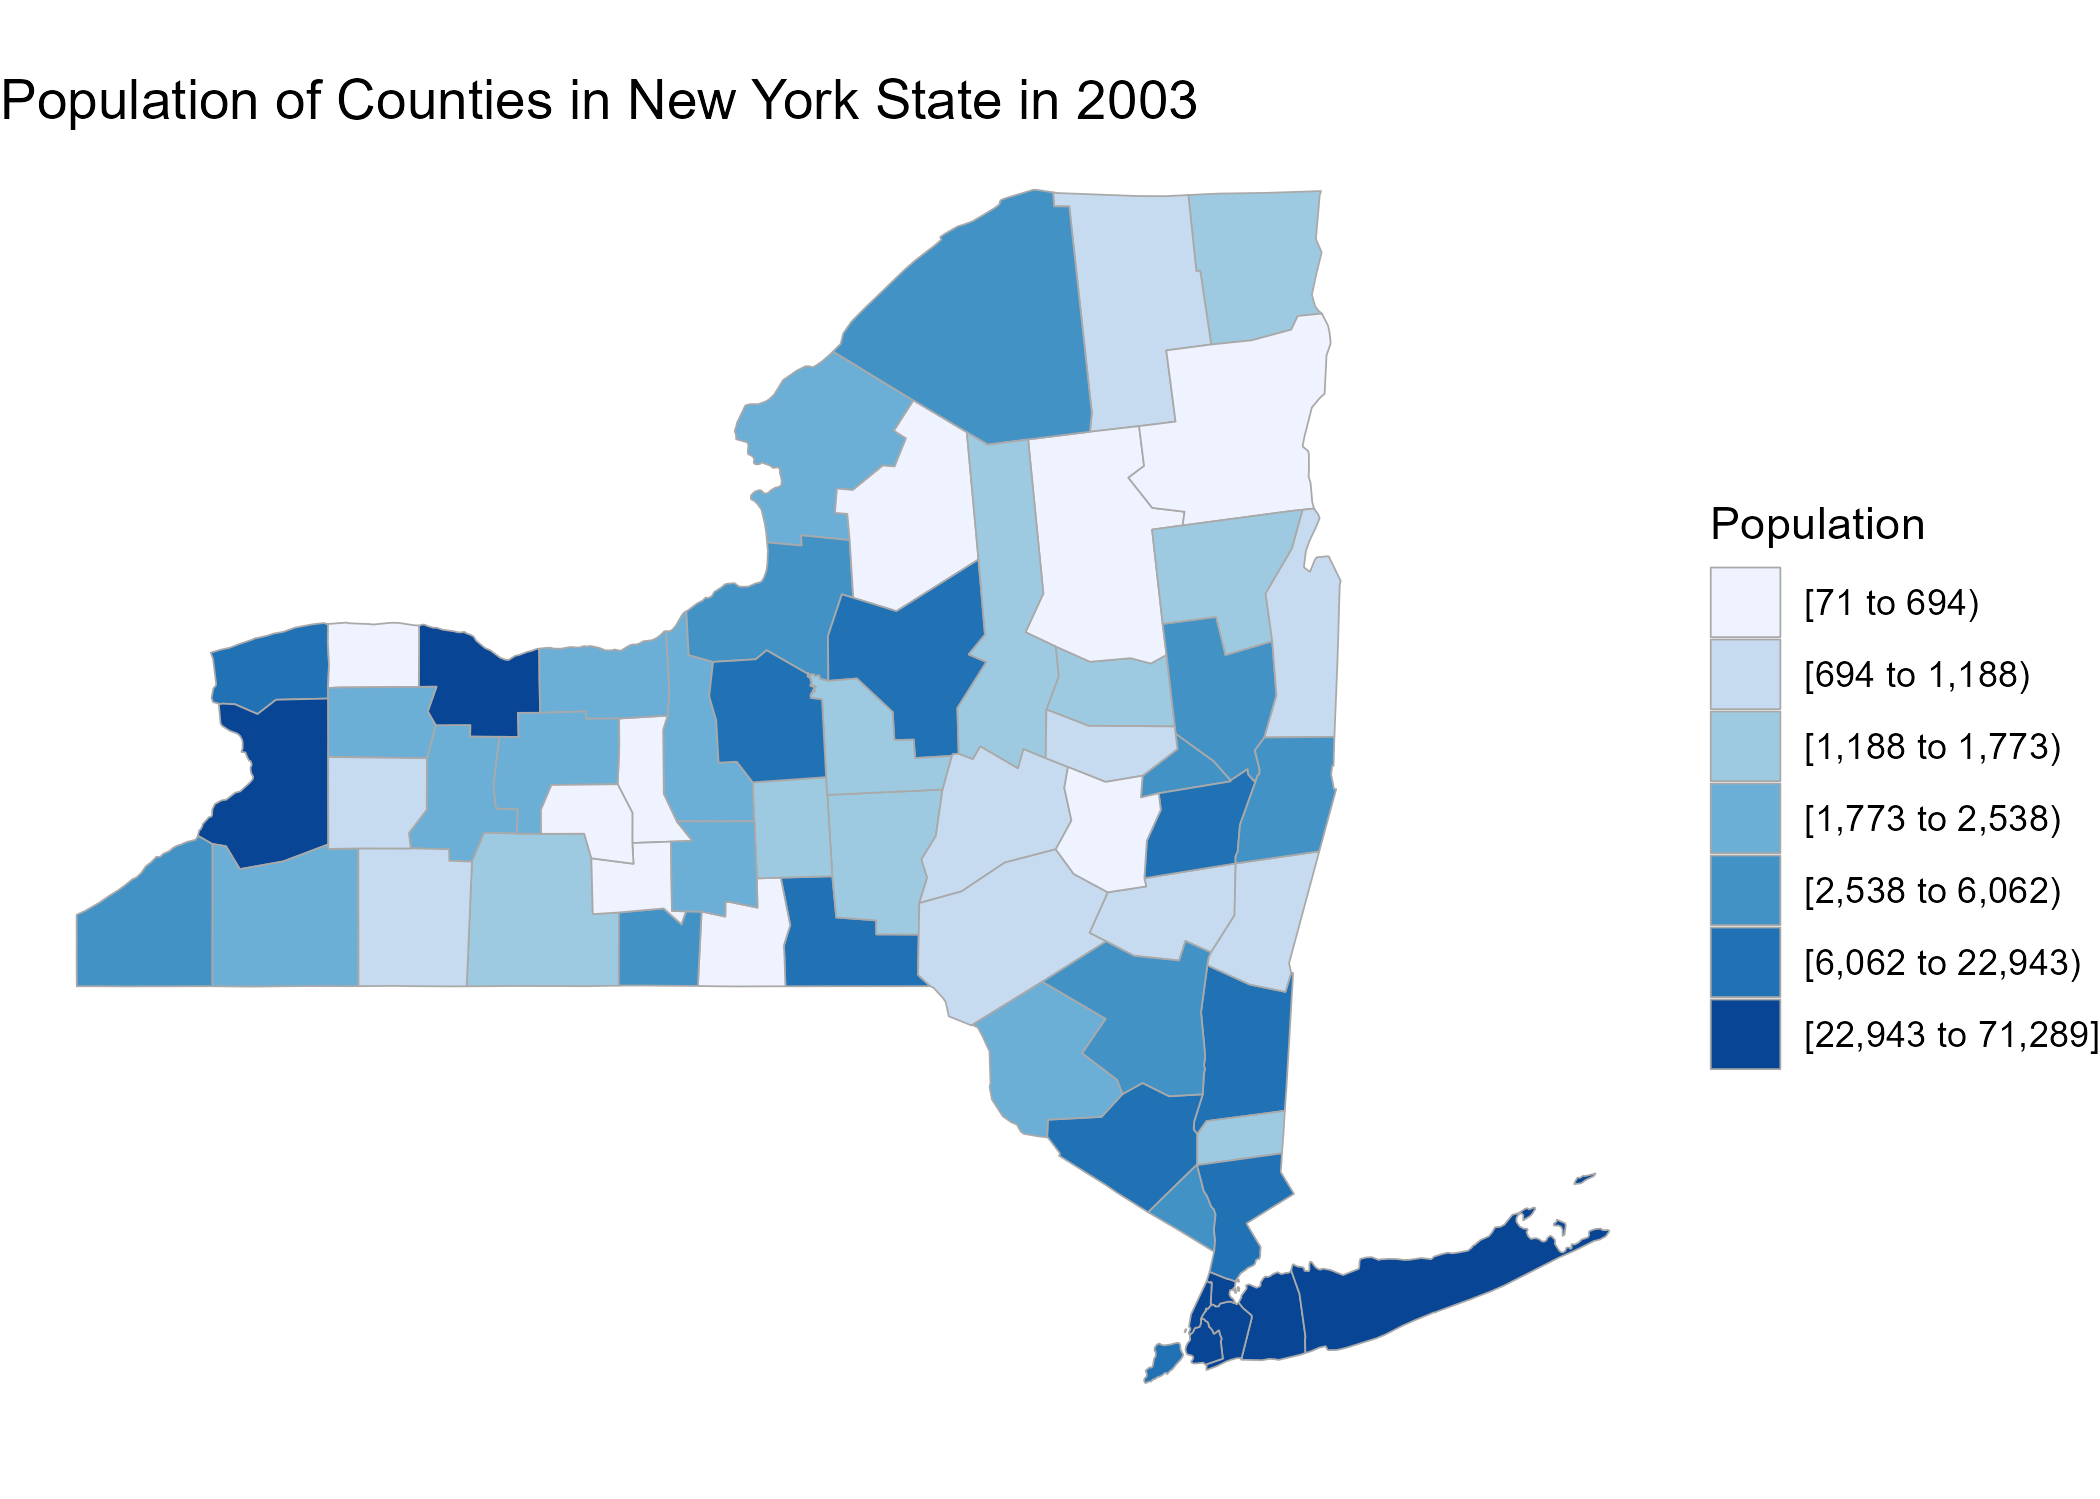 Population of Counties in New York State in 2003
Population
[71 to 694)
[694 to 1,188)
[1,188 to 1,773)
[1,773 to 2,538)
[2,538 to 6,062)
[6,062 to 22,943)
[22,943 to 71,289]